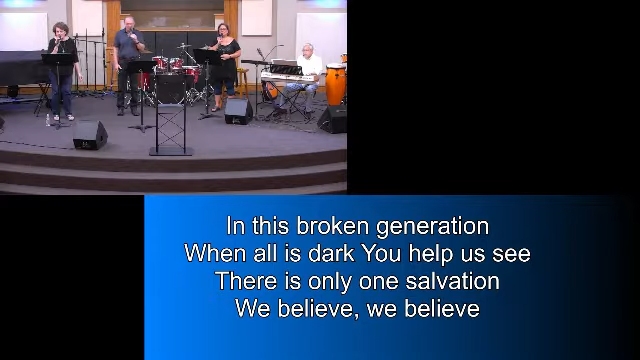 In this broken generation
When all is dark You help us see
There is only one salvation
We believe, we believe